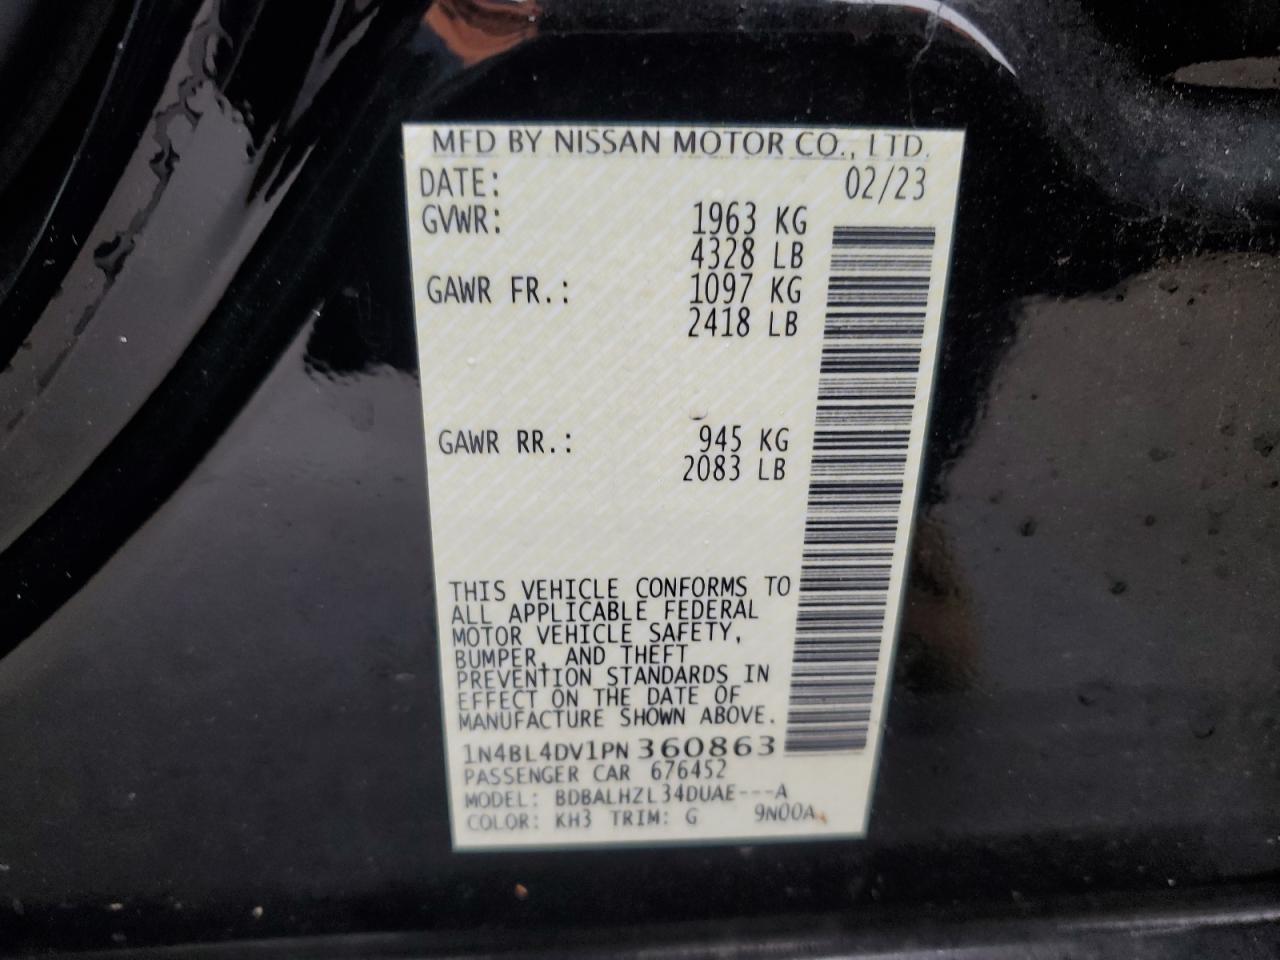 MFD BY NISSAN MOTOR CO., LTD.
DATE: 02/23
GVWR: 1963 KG
4328 LB
GAWR FR.: 1097 KG
2418 LB
GAWR RR.: 945 KG
2083 LB
THIS VEHICLE CONFORMS TO
ALL APPLICABLE FEDERAL
MOTOR VEHICLE SAFETY,
BUMPER, AND THEFT
PREVENTION STANDARDS IN
EFFECT ON THE DATE OF
MANUFACTURE SHOWN ABOVE.
1N4BL4DV1PN360863
PASSENGER CAR 676452
MODEL: BDBALHZL34DUAE---A
COLOR: KH3 TRIM: G 9N00A